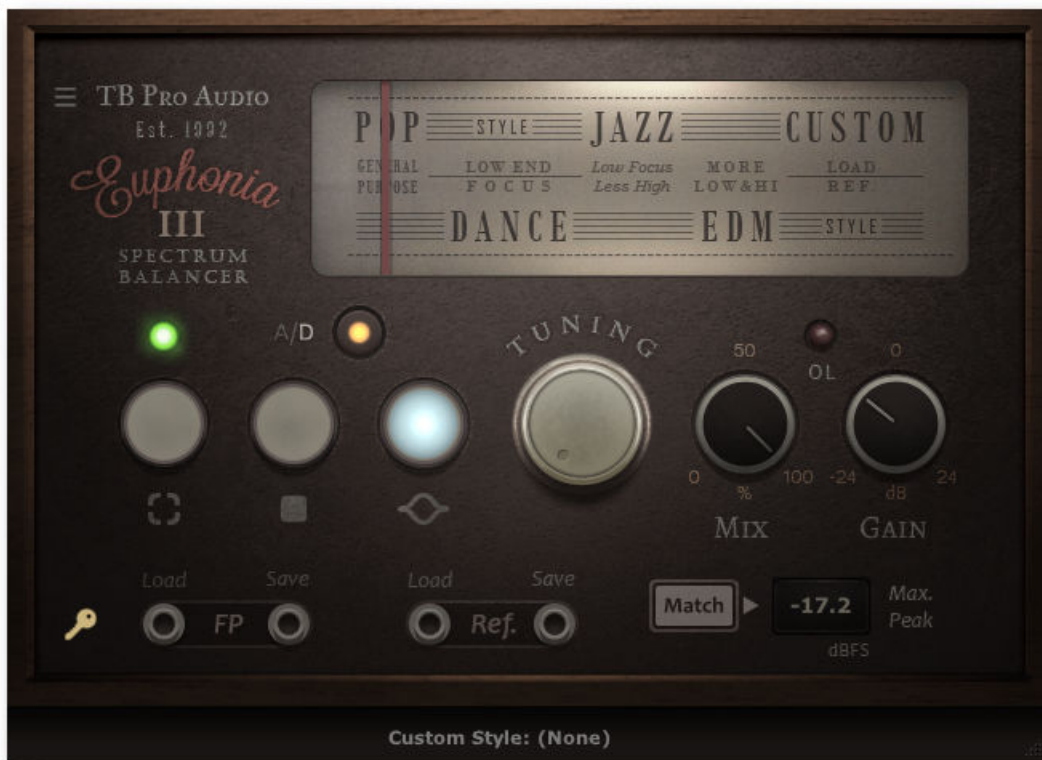 TB PRO AUDIO
Est. 1992
Euphonia
III
SPECTRUM
BALANCER
POP STYLE JAZZ CUSTOM
GENERAL LOW END Low Focus MORE LOAD
PURPOSE FOCUS Less High LOW&HI REF
DANCE EDM STYLE
A/D
TUNING
50
OL
0
0 100
%
-24 24
dB
MIX
GAIN
Load Save
FP
Load Save
Ref.
Match
-17.2
dBFS
Max.
Peak
Custom Style: (None)